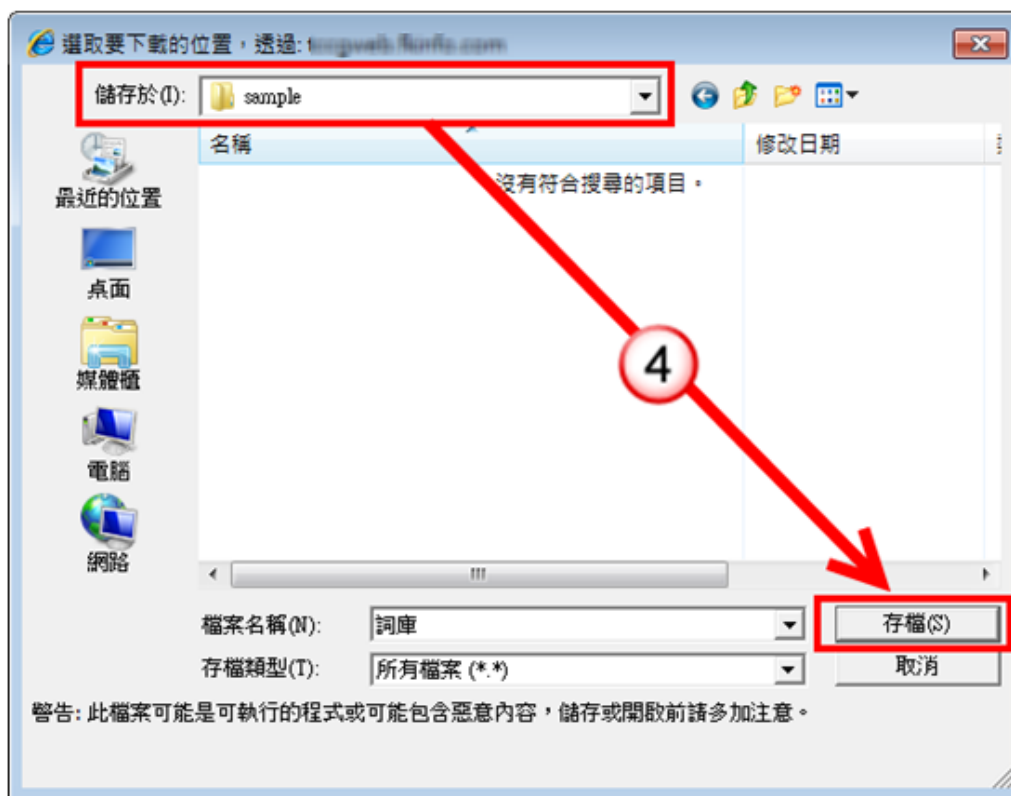 選取要下載的位置，透過:
儲存於(I): sample
名稱 修改日期
沒有符合搜尋的項目。
最近的位置
桌面
媒體櫃
4
電腦
網路
檔案名稱(N): 詞庫 存檔(S)
存檔類型(T): 所有檔案 (*.*) 取消
警告: 此檔案可能是可執行的程式或可能包含惡意內容，儲存或開啟前請多加注意。